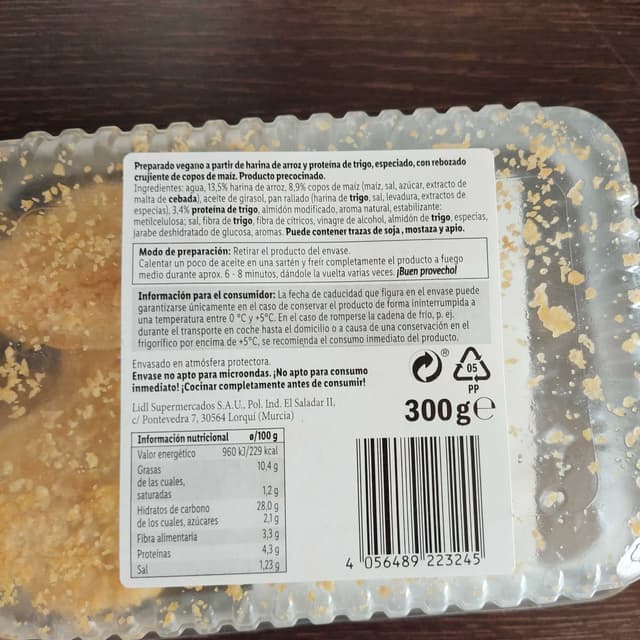 Preparado vegano a partir de harina de arroz y proteína de trigo, especiado, con rebozado
crujiente de copos de maíz. Producto precocinado.
Ingredientes: agua, 13,5% harina de arroz, 8,9% copos de maíz (maíz, sal, azúcar, extracto de
malta de cebada), aceite de girasol, pan rallado (harina de trigo, sal, levadura, extractos de
especias), 3,4% proteína de trigo, almidón modificado, aroma natural, estabilizante:
metilcelulosa; sal, fibra de trigo, fibra de cítricos, vinagre de alcohol, almidón de trigo, especias,
jarabe deshidratado de glucosa, aromas. Puede contener trazas de soja, mostaza y apio.
Modo de preparación: Retirar el producto del envase.
Calentar un poco de aceite en una sartén y freír completamente el producto a fuego
medio durante aprox. 6 - 8 minutos, dándole la vuelta varias veces. ¡Buen provecho!
Información para el consumidor: La fecha de caducidad que figura en el envase puede
garantizarse únicamente en el caso de conservar el producto de forma ininterrumpida a
una temperatura entre 0 °C y +5°C. En el caso de romperse la cadena de frío, p. ej.
durante el transporte en coche hasta el domicilio o a causa de una conservación en el
frigorífico por encima de +5°C, se recomienda el consumo inmediato del producto.
Envasado en atmósfera protectora.
Envase no apto para microondas. ¡No apto para consumo
inmediato! ¡Cocinar completamente antes de consumir!
Lidl Supermercados S.A.U., Pol. Ind. El Saladar II,
c/ Pontevedra 7, 30564 Lorquí (Murcia)
®
05
PP
300 g e
Información nutricional ø/100 g
Valor energético 960 kJ/229 kcal
Grasas 10,4 g
de las cuales,
saturadas 1,2 g
Hidratos de carbono 28,0 g
de los cuales, azúcares 2,1 g
Fibra alimentaria 3,3 g
Proteínas 4,3 g
Sal 1,23 g
4 056489 223245